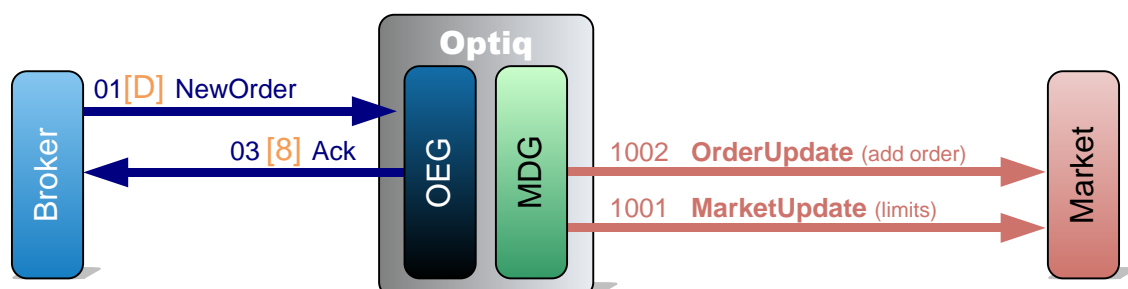 Optiq
Broker
01[D] NewOrder
03 [8] Ack
OEG
MDG
1002 OrderUpdate (add order)
1001 MarketUpdate (limits)
Market